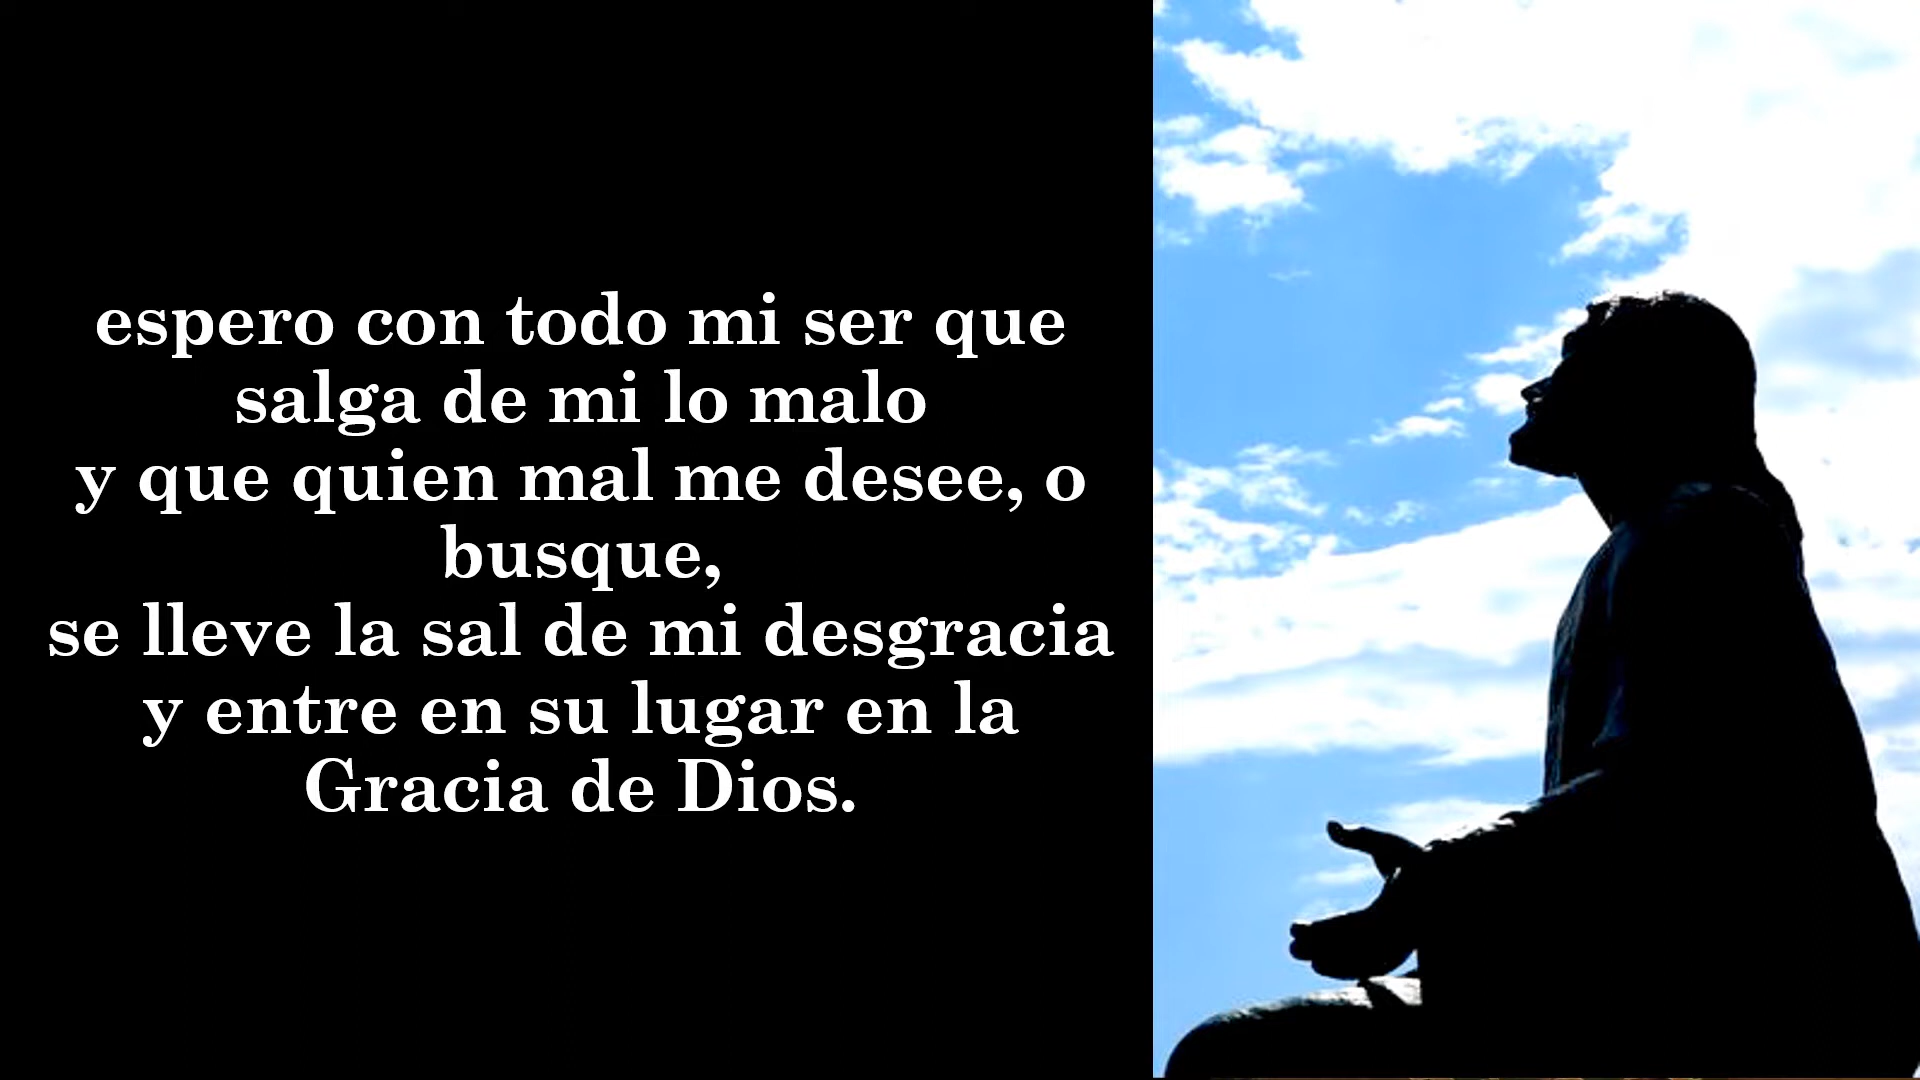 espero con todo mi ser que
salga de mi lo malo
y que quien mal me desee, o
busque,
se lleve la sal de mi desgracia
y entre en su lugar en la
Gracia de Dios.